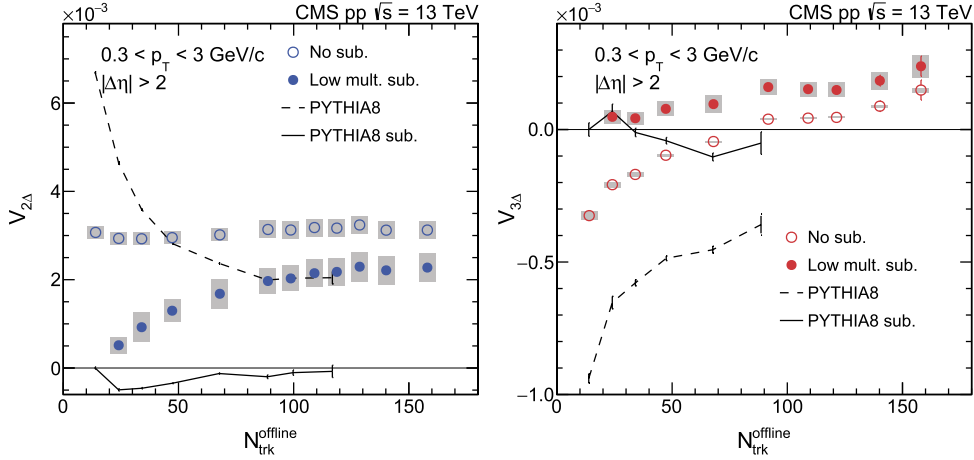 ×10⁻³ CMS pp √s = 13 TeV
0.3 < p_T < 3 GeV/c
|Δη| > 2
No sub.
Low mult. sub.
PYTHIA8
PYTHIA8 sub.
V_2Δ
6
4
2
0
0 50 100 150
N_trk^offline
×10⁻³ CMS pp √s = 13 TeV
0.3 < p_T < 3 GeV/c
|Δη| > 2
No sub.
Low mult. sub.
PYTHIA8
PYTHIA8 sub.
V_3Δ
0.0
−0.5
−1.0
0 50 100 150
N_trk^offline